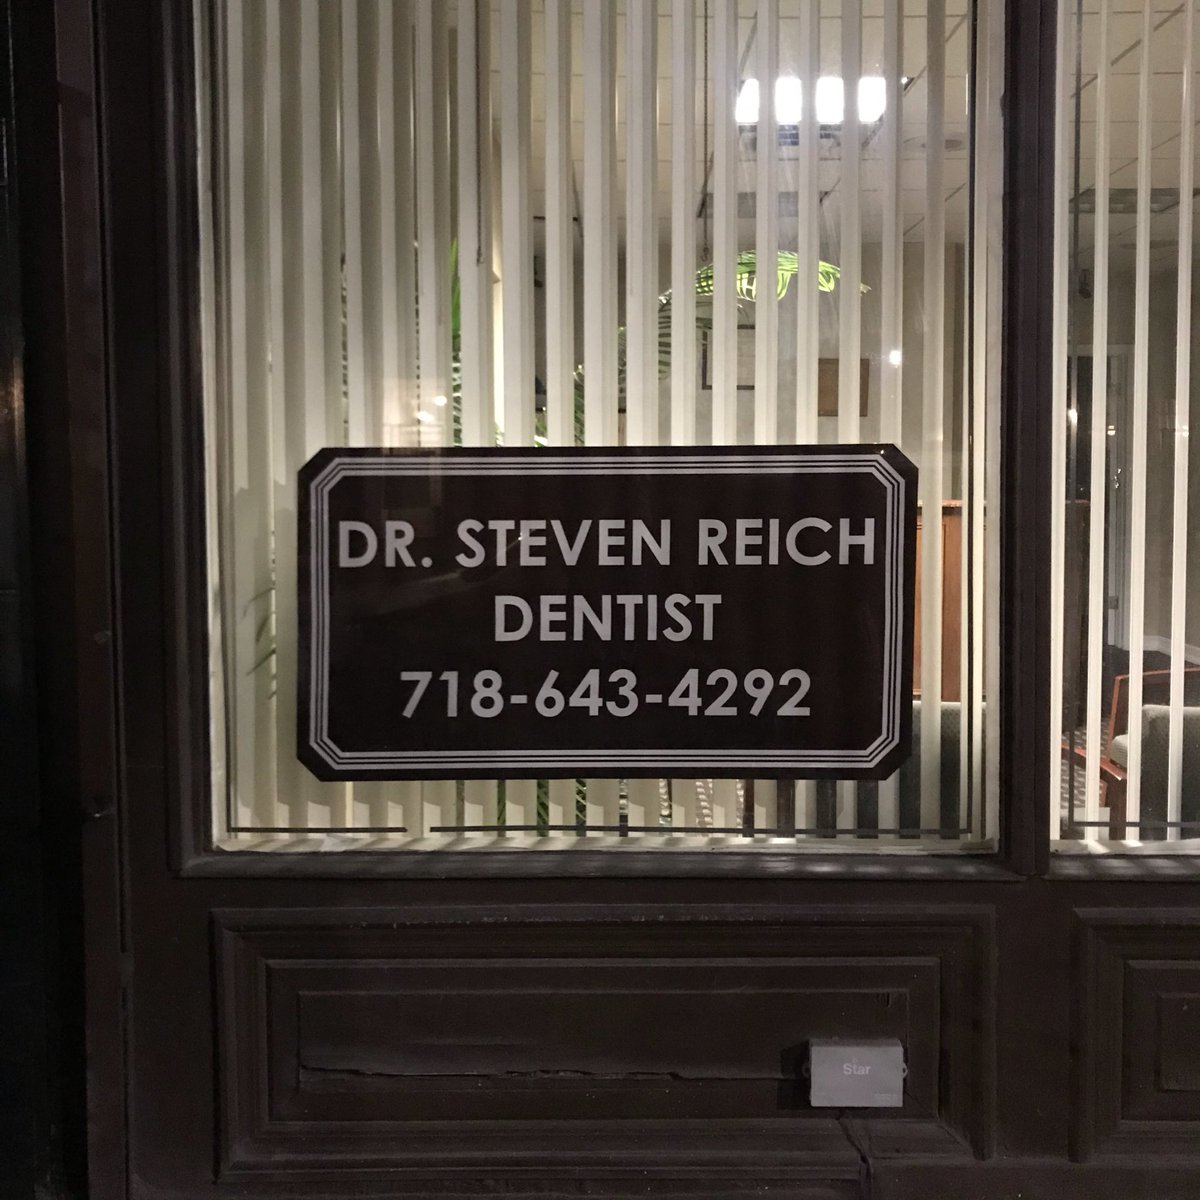 DR. STEVEN REICH
DENTIST
718-643-4292
Star